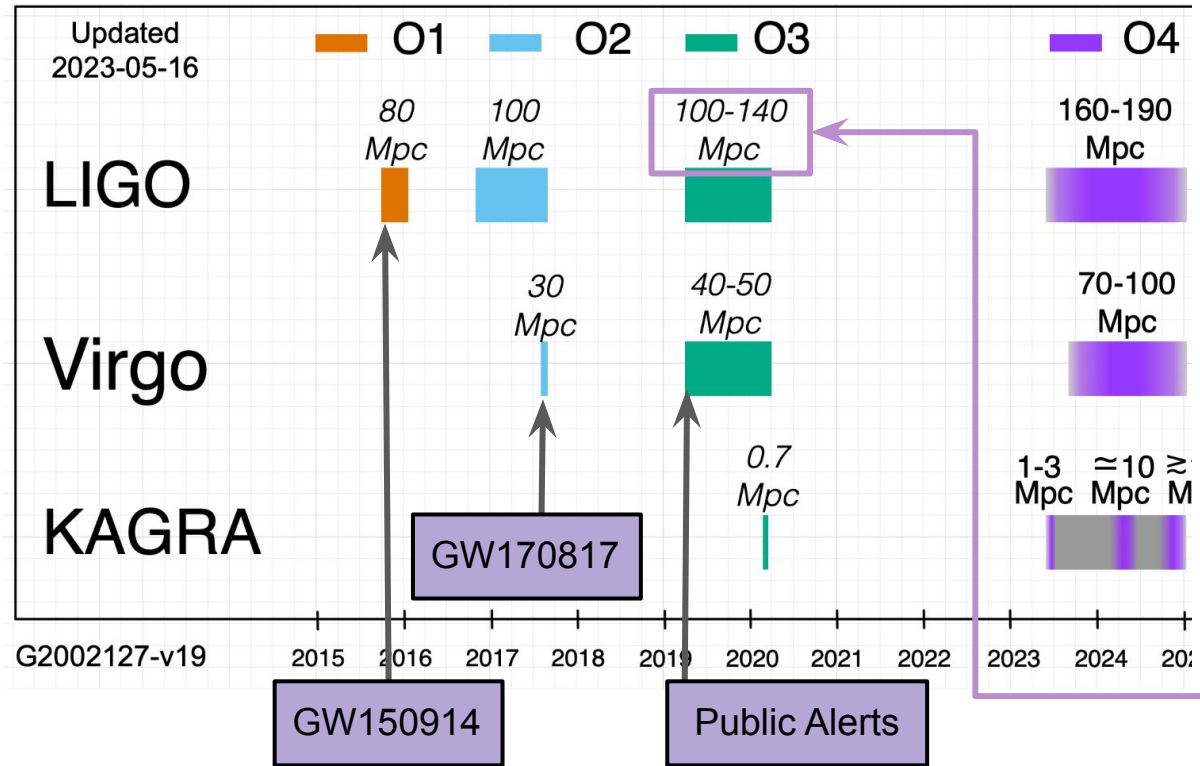 Updated
2023-05-16
O1
O2
O3
O4
80
Mpc
100
Mpc
100-140
Mpc
160-190
Mpc
LIGO
30
Mpc
40-50
Mpc
70-100
Mpc
Virgo
0.7
Mpc
1-3
Mpc
≃10
Mpc
≳
KAGRA
GW170817
G2002127-v19
2015 2016 2017 2018 2019 2020 2021 2022 2023 2024
GW150914
Public Alerts